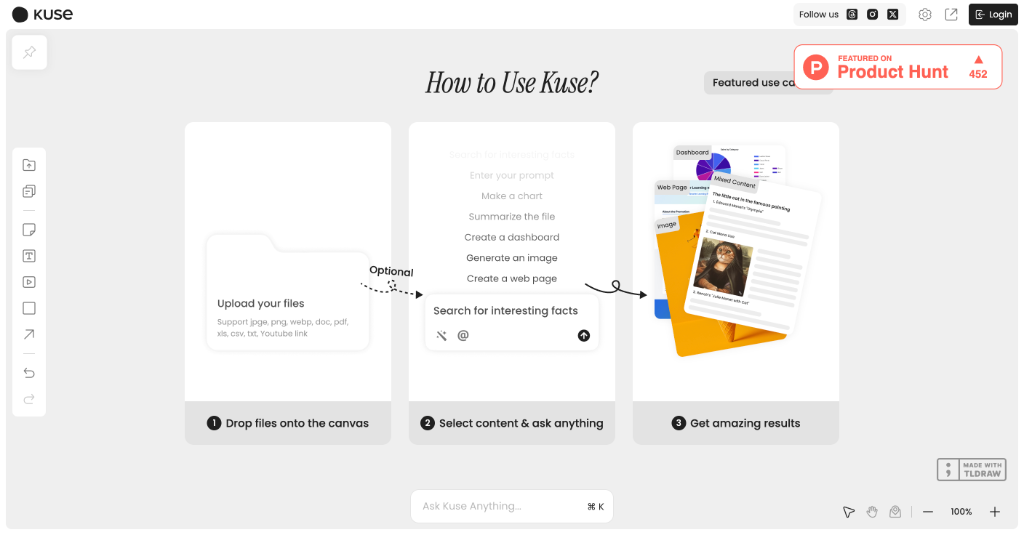 KUSE
Follow us
Login
How to Use Kuse?
Featured use ca
P
FEATURED ON
Product Hunt
452
Upload your files
Support jpge, png, webp, doc, pdf,
xls, csv, txt, Youtube link
1 Drop files onto the canvas
Optional
Search for interesting facts
Enter your prompt
Make a chart
Summarize the file
Create a dashboard
Generate an image
Create a web page
Search for interesting facts
@
2 Select content & ask anything
Dashboard
Web Page
Image
Mixed Content
The little cat in the famous painting
3 Get amazing results
MADE WITH
TLDRAW
Ask Kuse Anything...
⌘ K
100%